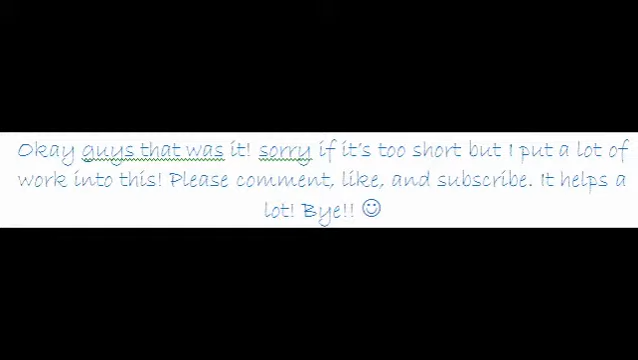 Okay guys that was it! sorry if it's too short but I put a lot of
work into this! Please comment, like, and subscribe. It helps a
lot! Bye!! ☺